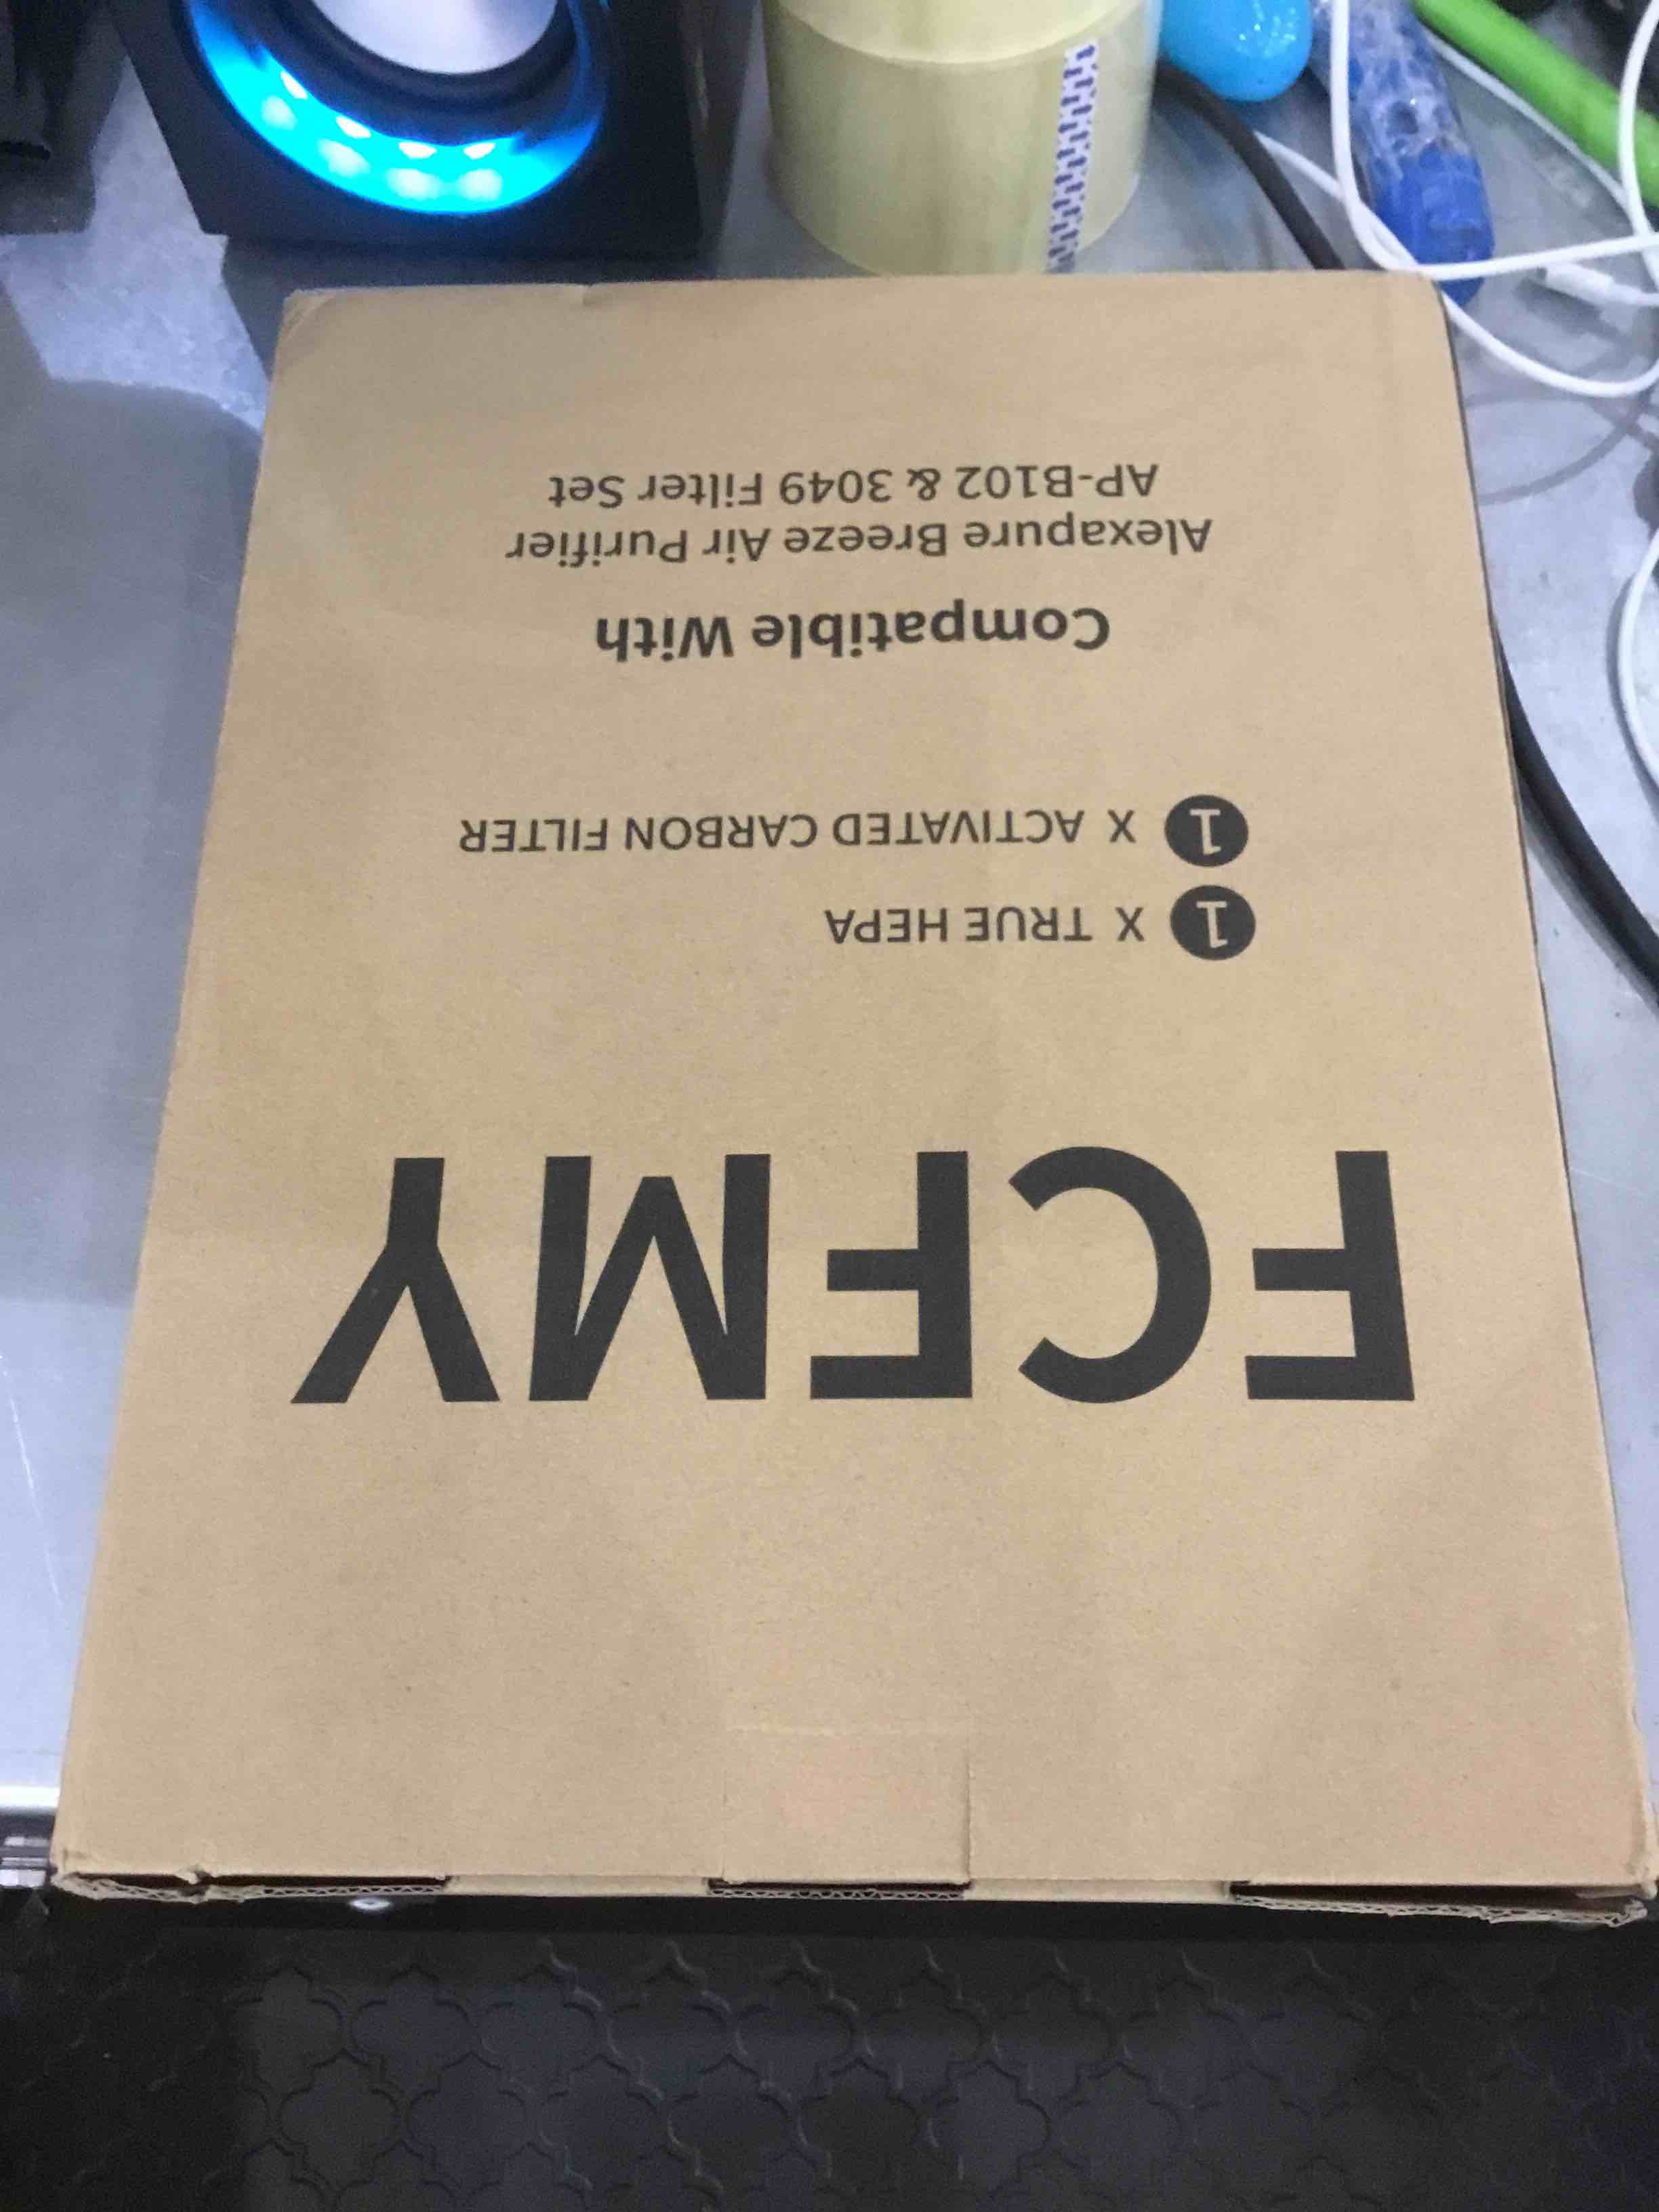 FCFMY
1 X TRUE HEPA
1 X ACTIVATED CARBON FILTER
Compatible With
Alexapure Breeze Air Purifier
AP-B102 & 3049 Filter Set